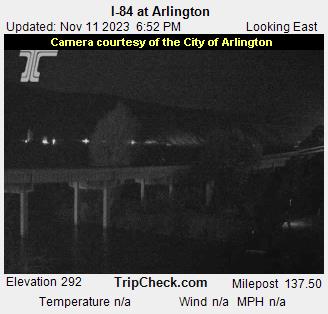 I-84 at Arlington
Updated: Nov 11 2023 6:52 PM Looking East
Camera courtesy of the City of Arlington
Elevation 292 TripCheck.com Milepost 137.50
Temperature n/a Wind n/a MPH n/a